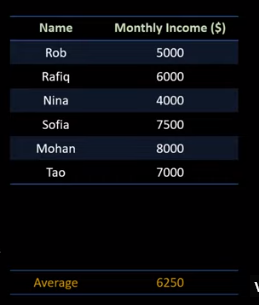 Name Monthly Income ($)
Rob 5000
Rafiq 6000
Nina 4000
Sofia 7500
Mohan 8000
Tao 7000
Average 6250